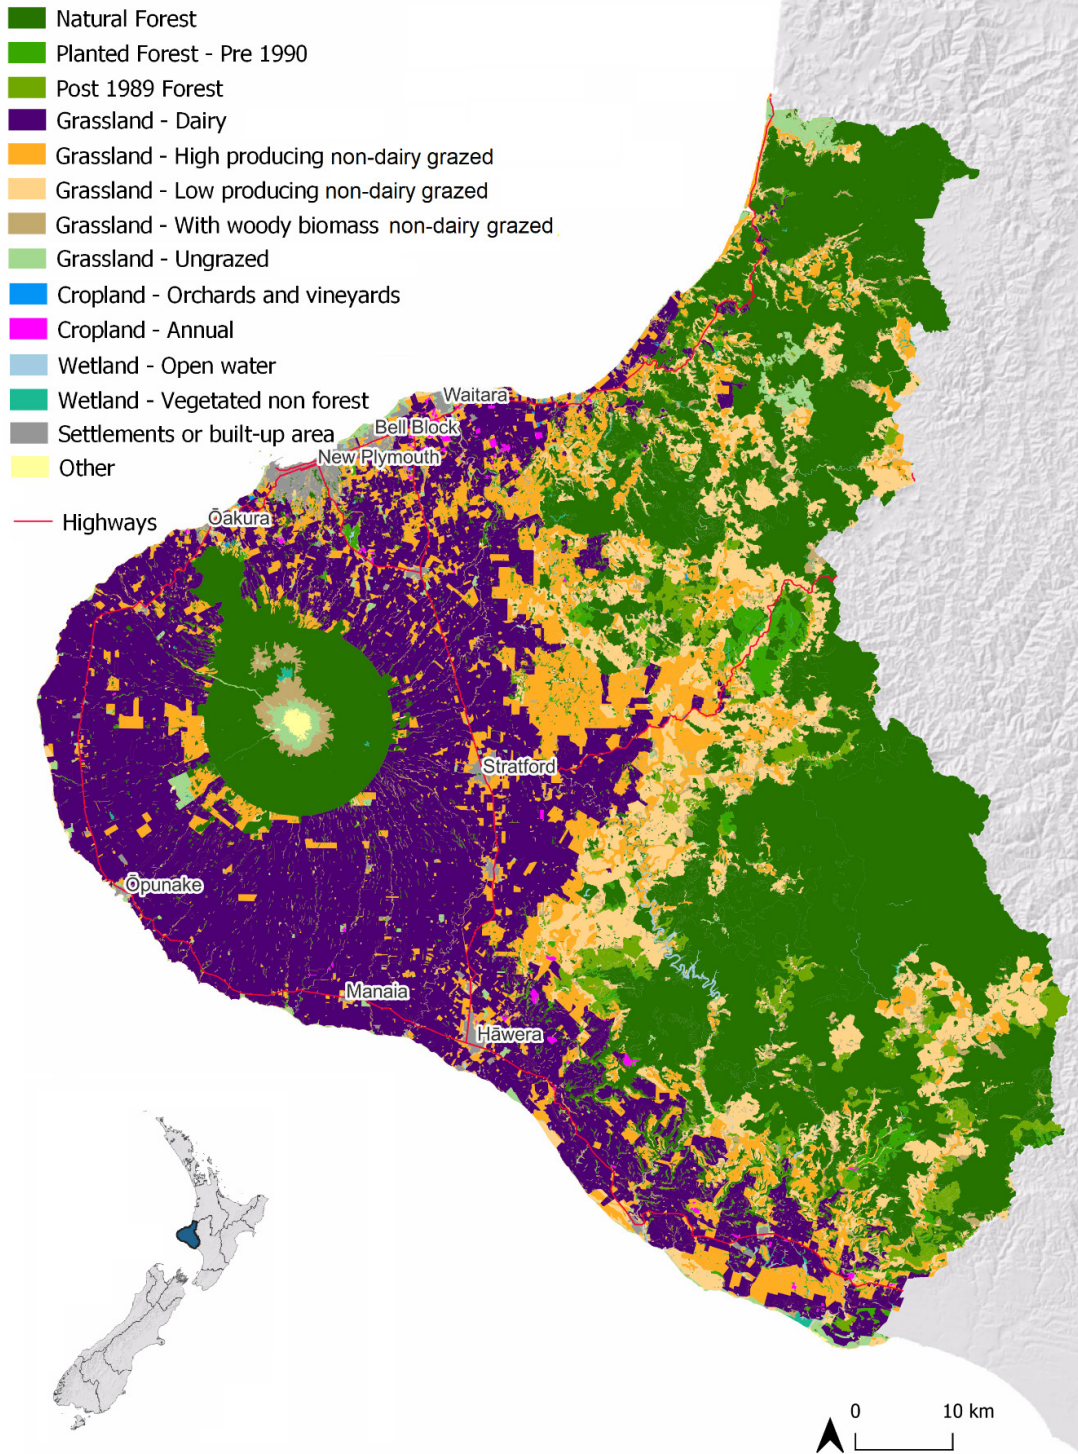 Natural Forest
Planted Forest - Pre 1990
Post 1989 Forest
Grassland - Dairy
Grassland - High producing non-dairy grazed
Grassland - Low producing non-dairy grazed
Grassland - With woody biomass non-dairy grazed
Grassland - Ungrazed
Cropland - Orchards and vineyards
Cropland - Annual
Wetland - Open water
Wetland - Vegetated non forest
Settlements or built-up area
Other
Highways
Waitara
Bell Block
New Plymouth
Ōakura
Stratford
Ōpunake
Manaia
Hāwera
0 10 km